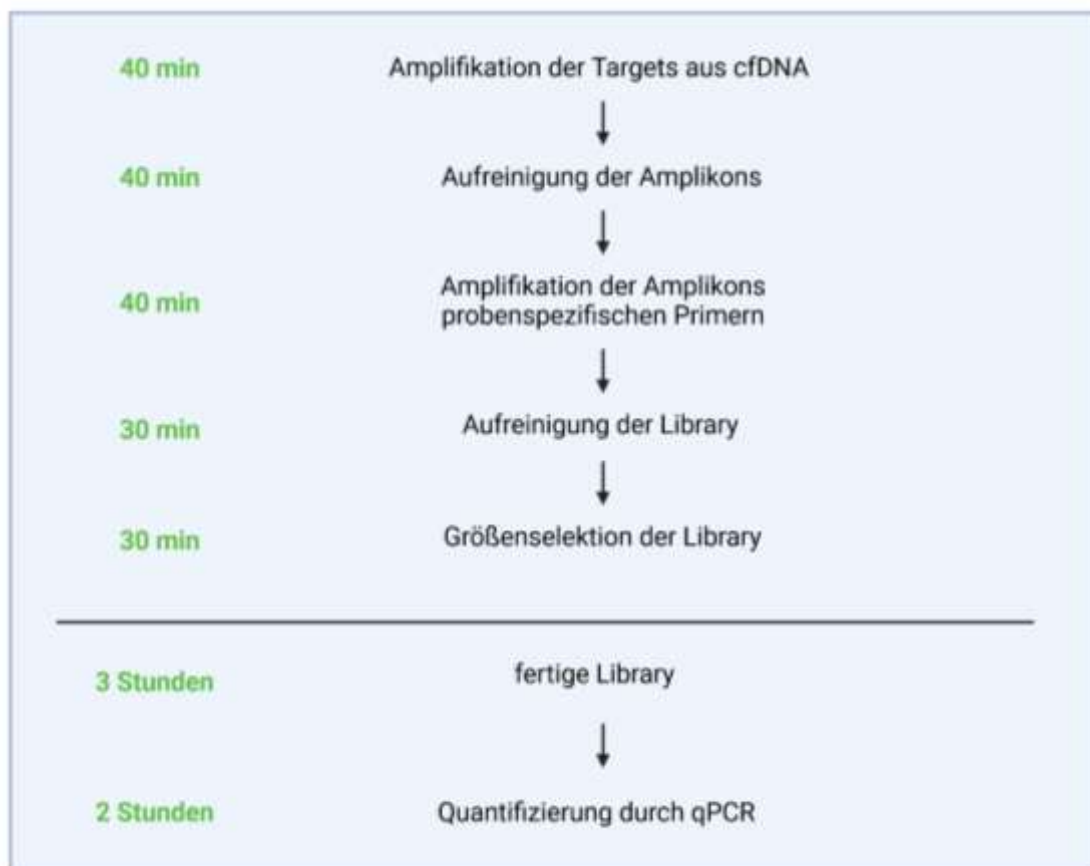 40 min Amplifikation der Targets aus cfDNA
40 min Aufreinigung der Amplikons
40 min Amplifikation der Amplikons
probenspezifischen Primern
30 min Aufreinigung der Library
30 min Größenselektion der Library
3 Stunden fertige Library
2 Stunden Quantifizierung durch qPCR